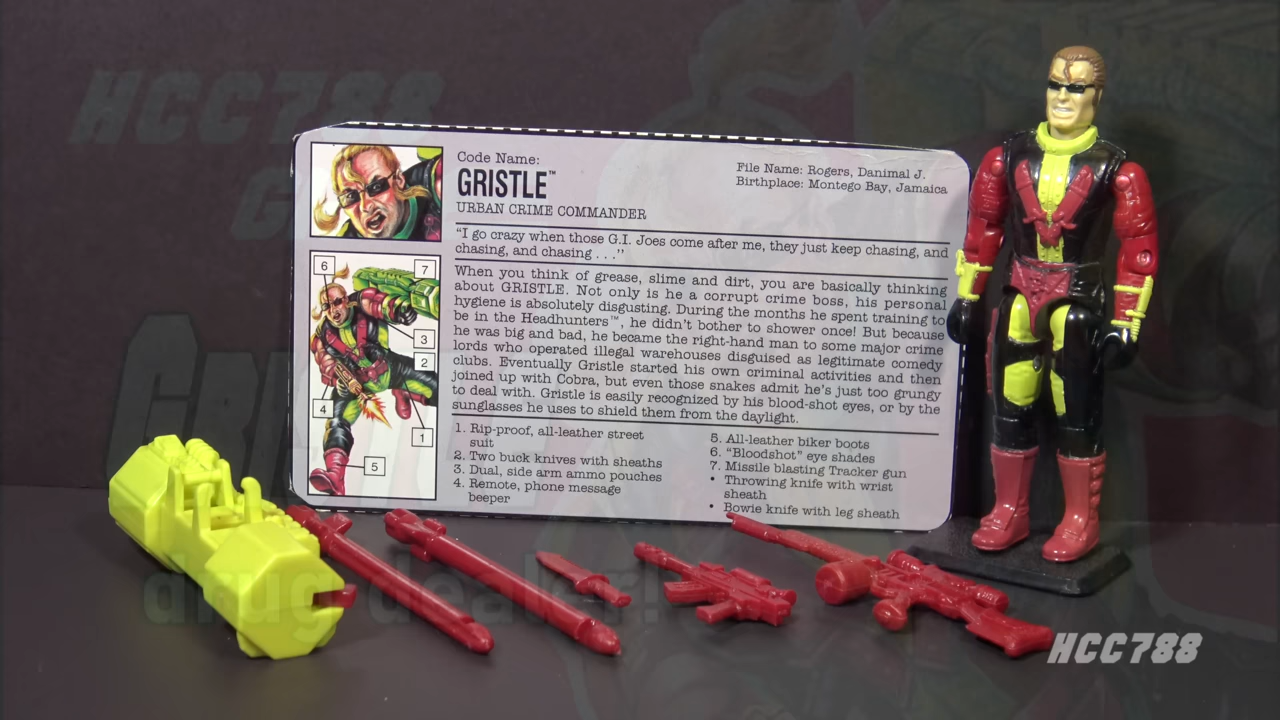 HCC788
Code Name:
GRISTLE™
URBAN CRIME COMMANDER
File Name: Rogers, Danimal J.
Birthplace: Montego Bay, Jamaica
"I go crazy when those G.I. Joes come after me, they just keep chasing, and
chasing, and chasing . . ."
When you think of grease, slime and dirt, you are basically thinking
about GRISTLE. Not only is he a corrupt crime boss, his personal
hygiene is absolutely disgusting. During the months he spent training to
be in the Headhunters™, he didn't bother to shower once! But because
he was big and bad, he became the right-hand man to some major crime
lords who operated illegal warehouses disguised as legitimate comedy
clubs. Eventually Gristle started his own criminal activities and then
joined up with Cobra, but even those snakes admit he's just too grungy
to deal with. Gristle is easily recognized by his blood-shot eyes, or by the
sunglasses he uses to shield them from the daylight.
6
7
3
2
4
1
5
1. Rip-proof, all-leather street
suit
2. Two buck knives with sheaths
3. Dual, side arm ammo pouches
4. Remote, phone message
beeper
5. All-leather biker boots
6. "Bloodshot" eye shades
7. Missile blasting Tracker gun
• Throwing knife with wrist
sheath
• Bowie knife with leg sheath
drug dealer!
HCC788